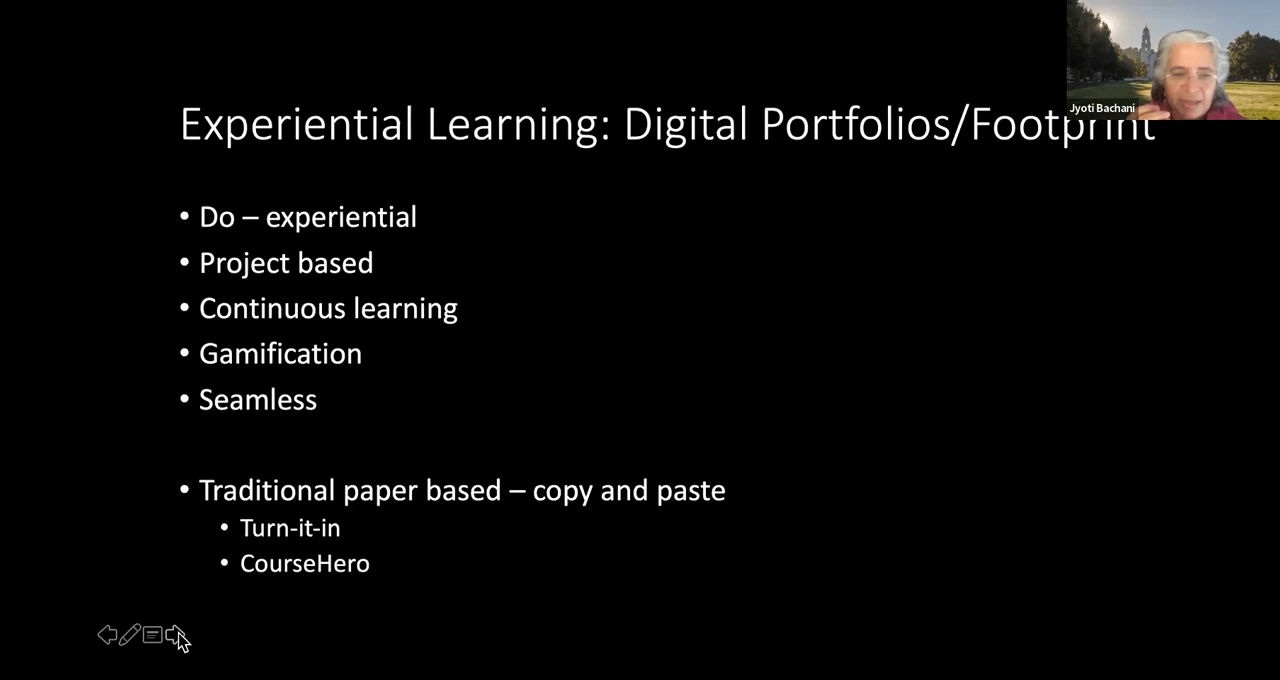 Jyoti Bachani
Experiential Learning: Digital Portfolios/Footprint
• Do – experiential
• Project based
• Continuous learning
• Gamification
• Seamless
• Traditional paper based – copy and paste
• Turn-it-in
• CourseHero